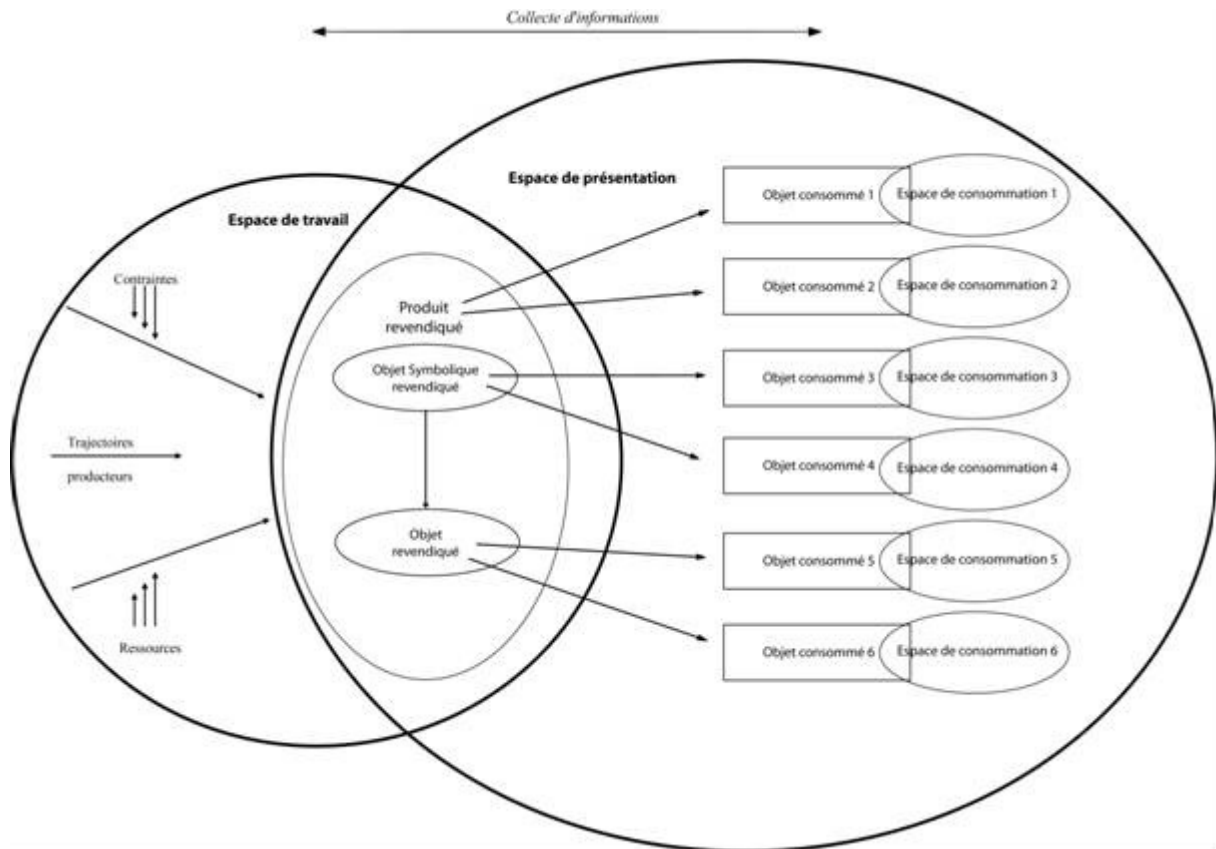 Collecte d'informations
Espace de présentation
Espace de travail
Contraintes
Trajectoires
producteurs
Ressources
Produit
revendiqué
Objet Symbolique
revendiqué
Objet
revendiqué
Objet consommé 1
Espace de consommation 1
Objet consommé 2
Espace de consommation 2
Objet consommé 3
Espace de consommation 3
Objet consommé 4
Espace de consommation 4
Objet consommé 5
Espace de consommation 5
Objet consommé 6
Espace de consommation 6